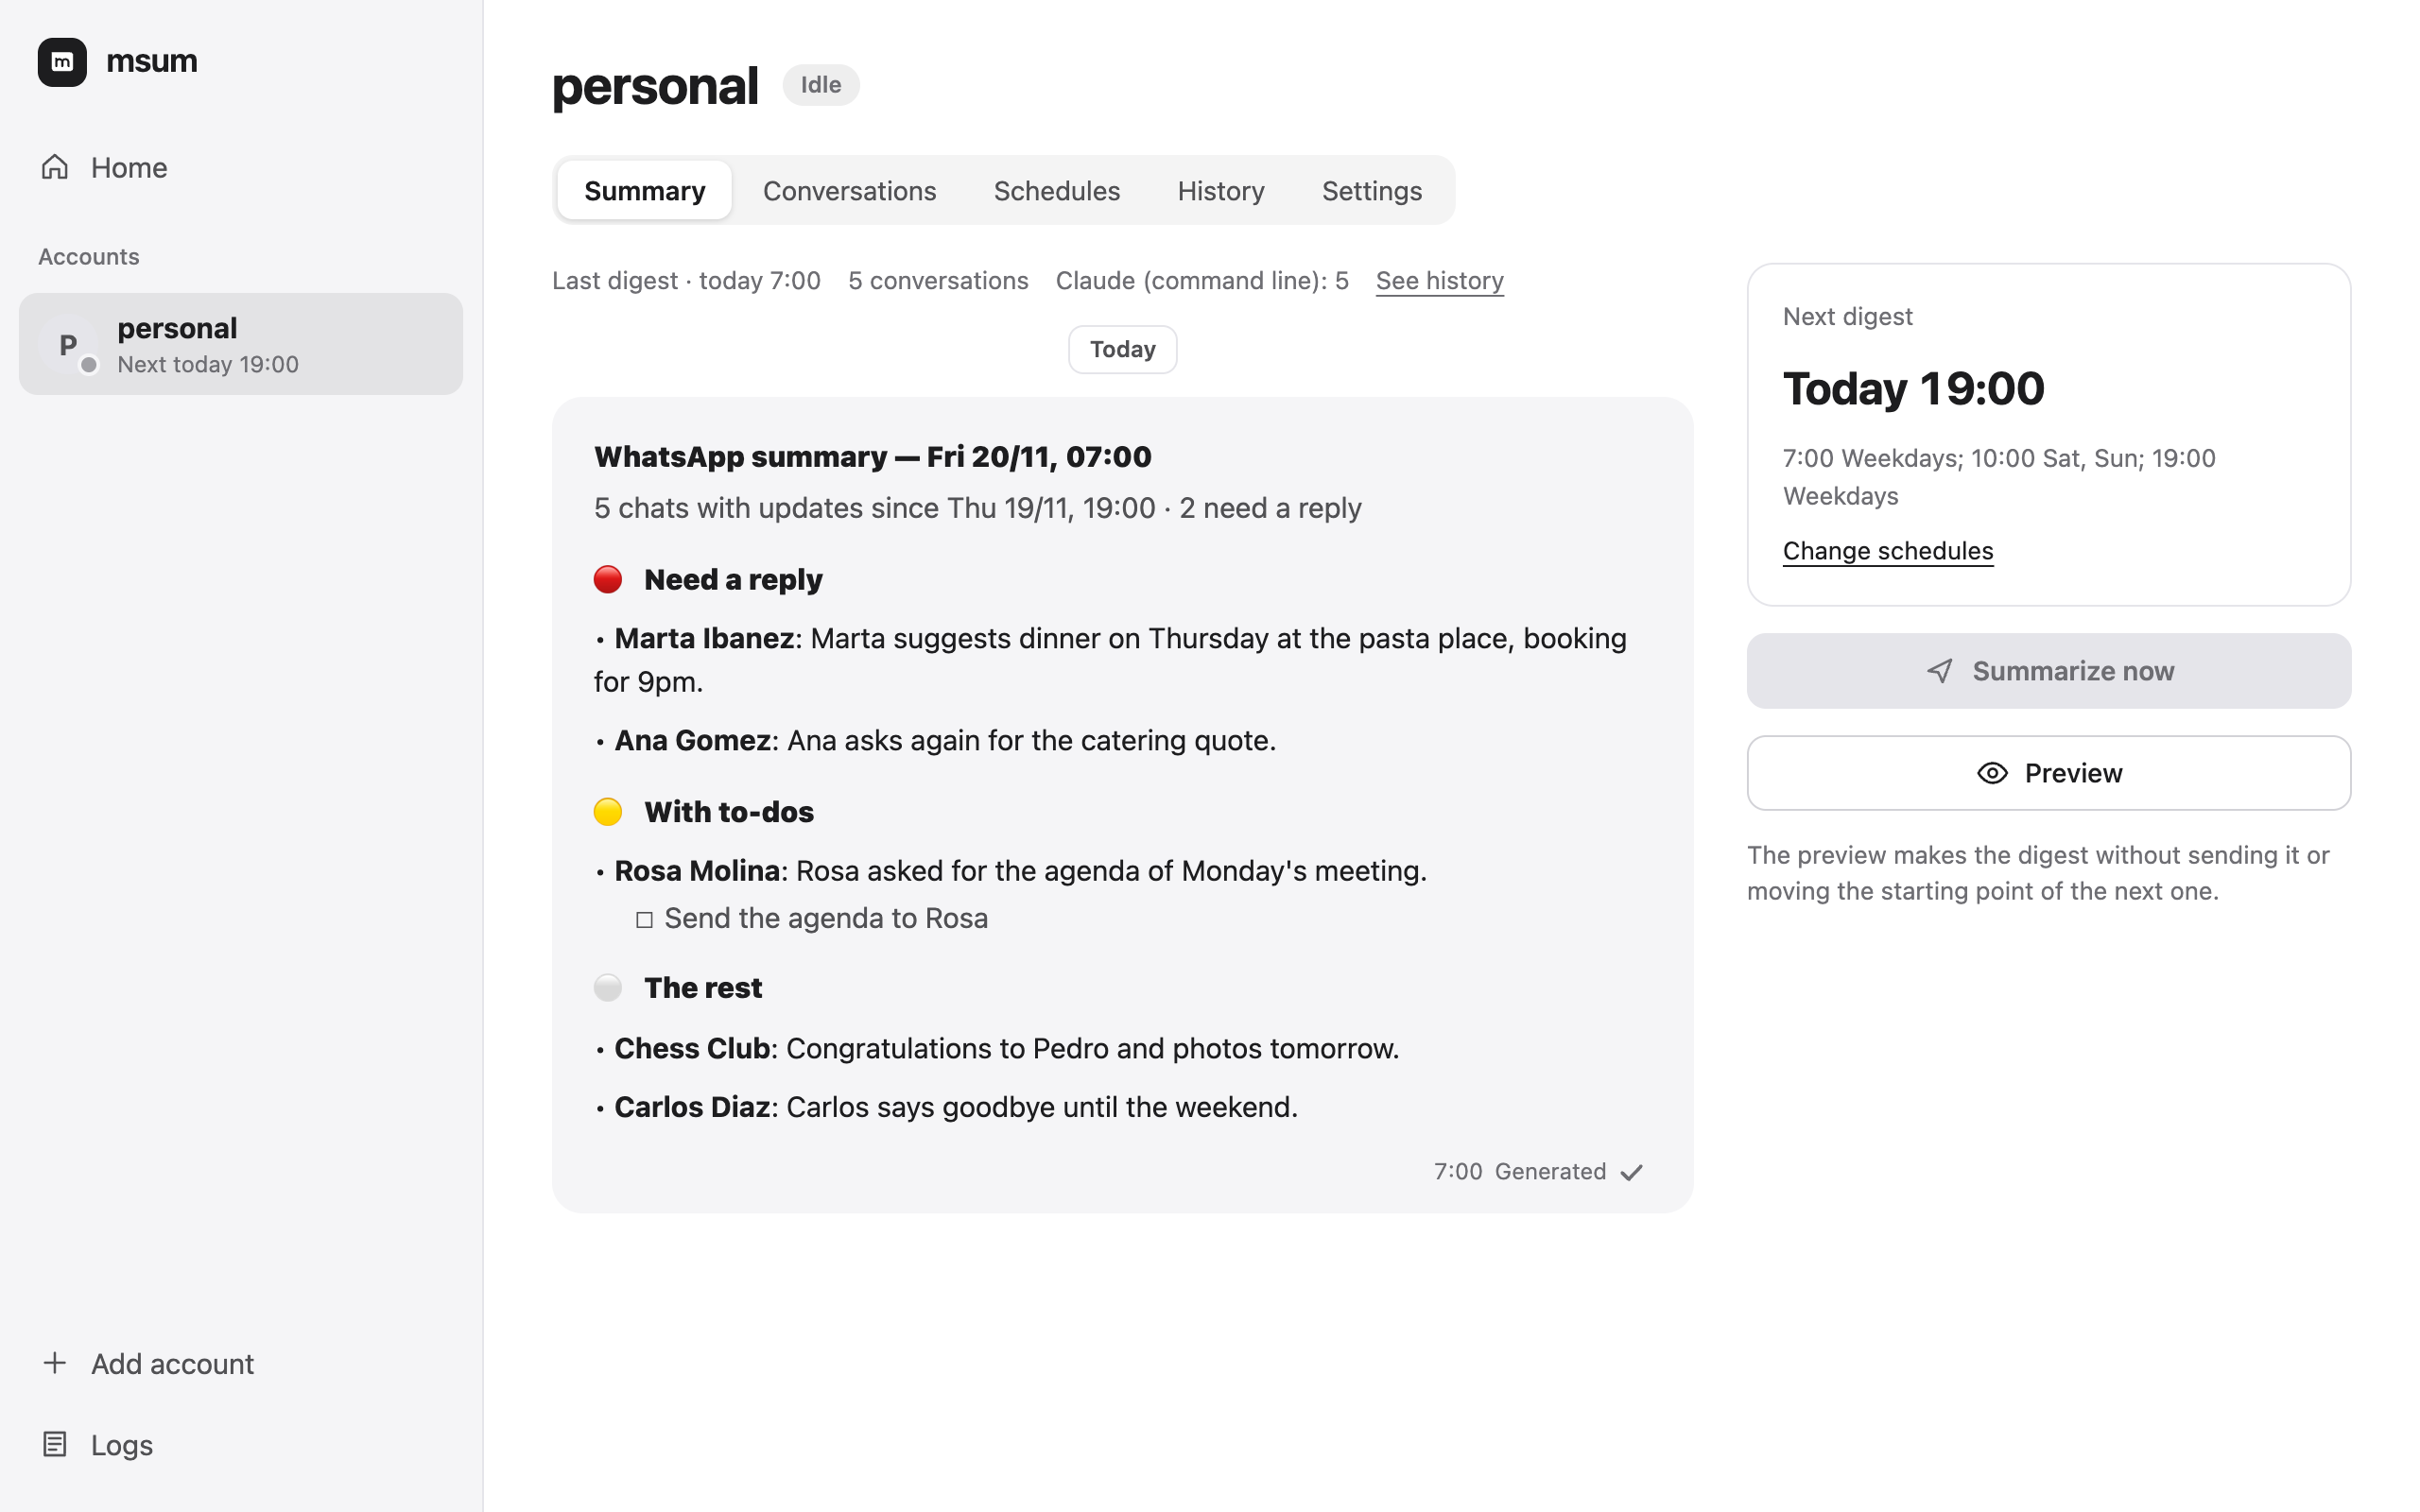 msum
Home
Accounts
P
personal
Next today 19:00
Add account
Logs
personal
Idle
Summary
Conversations
Schedules
History
Settings
Last digest · today 7:00
5 conversations
Claude (command line): 5
See history
Today
WhatsApp summary — Fri 20/11, 07:00
5 chats with updates since Thu 19/11, 19:00 · 2 need a reply
Need a reply
• Marta Ibanez: Marta suggests dinner on Thursday at the pasta place, booking
for 9pm.
• Ana Gomez: Ana asks again for the catering quote.
With to-dos
• Rosa Molina: Rosa asked for the agenda of Monday's meeting.
☐ Send the agenda to Rosa
The rest
• Chess Club: Congratulations to Pedro and photos tomorrow.
• Carlos Diaz: Carlos says goodbye until the weekend.
7:00 Generated
Next digest
Today 19:00
7:00 Weekdays; 10:00 Sat, Sun; 19:00
Weekdays
Change schedules
Summarize now
Preview
The preview makes the digest without sending it or
moving the starting point of the next one.